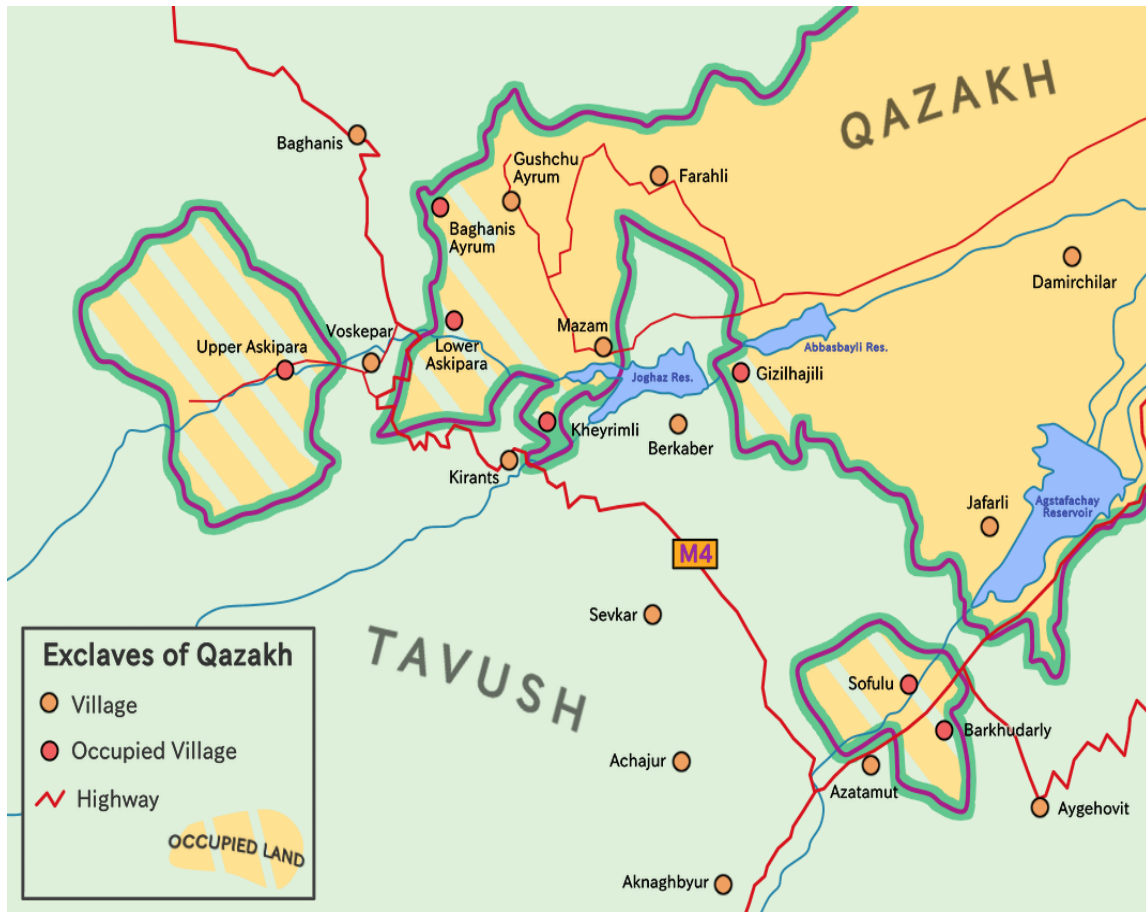 QAZAKH
Baghanis
Gushchu
Ayrum
Farahli
Baghanis
Ayrum
Damirchilar
Voskepar
Mazam
Upper Askipara
Lower
Askipara
Abbasbayli Res.
Joghaz Res.
Gizilhajili
Kheyrimli
Berkaber
Kirants
Jafarli
Agstafachay
Reservoir
M4
Sevkar
TAVUSH
Sofulu
Barkhudarly
Achajur
Azatamut
Aygehovit
Aknaghbyur
Exclaves of Qazakh
Village
Occupied Village
Highway
OCCUPIED LAND